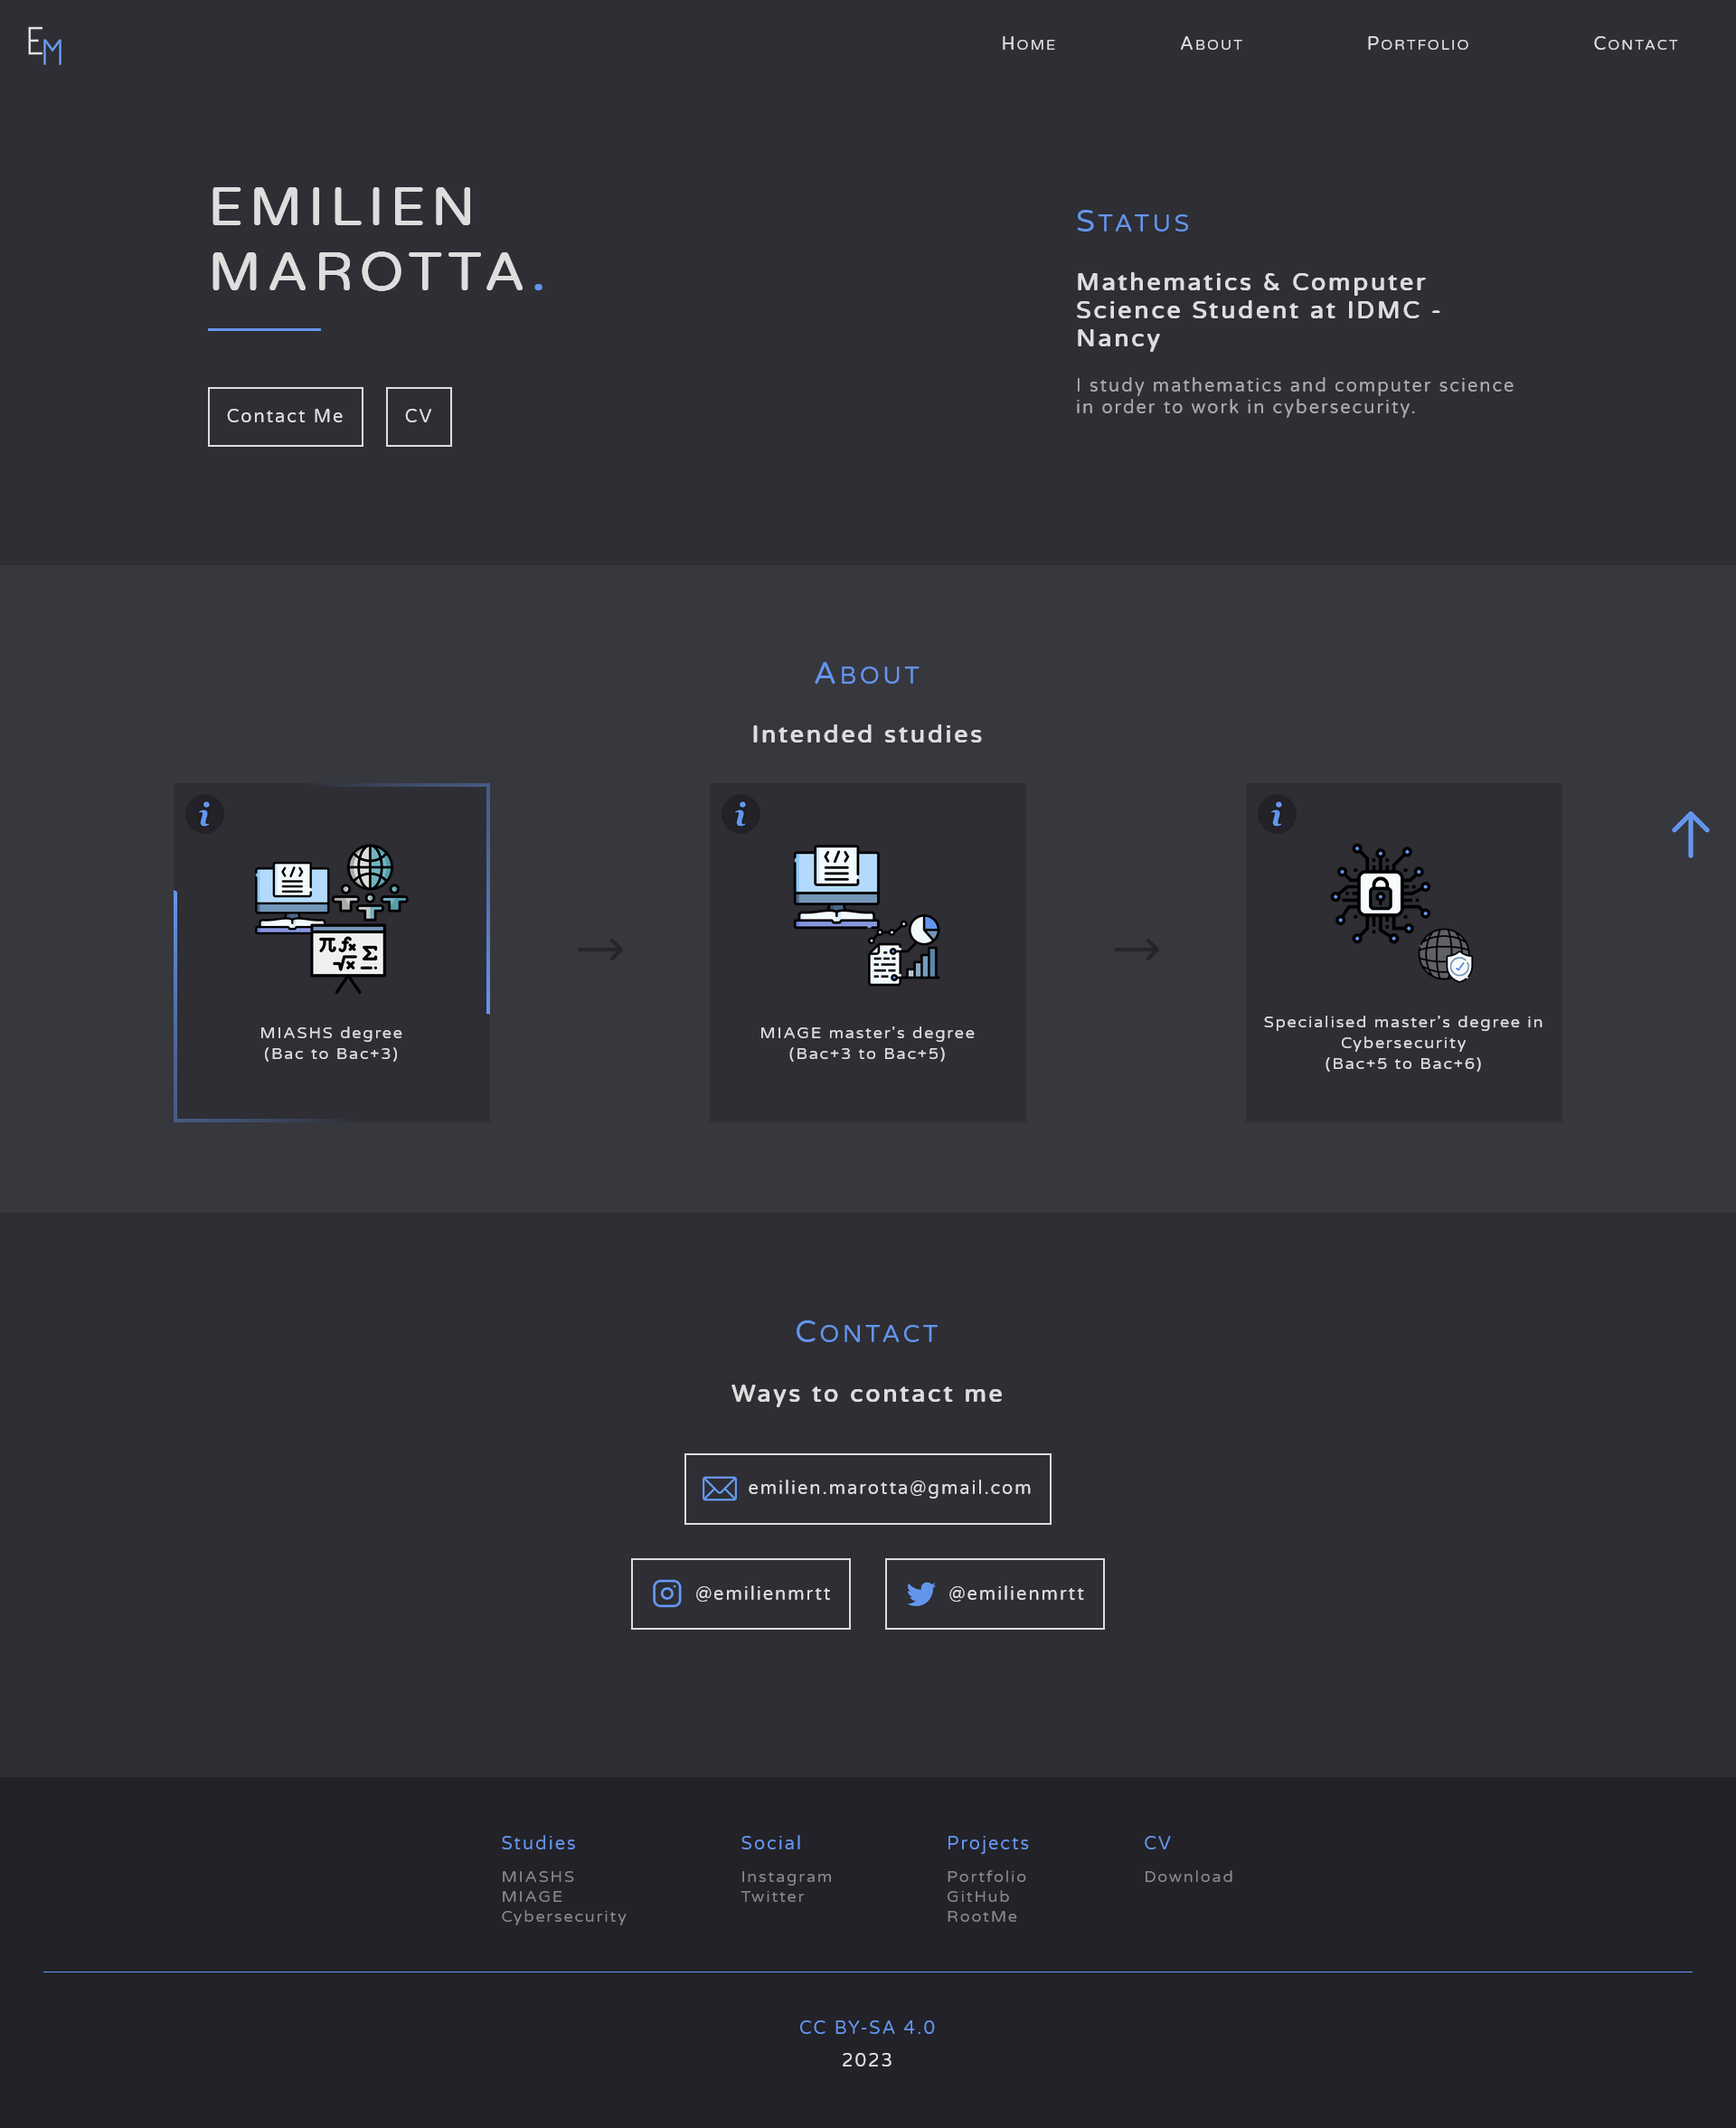 EM
Home About Portfolio Contact
EMILIEN
MAROTTA.
Contact Me CV
Status
Mathematics & Computer
Science Student at IDMC -
Nancy
I study mathematics and computer science
in order to work in cybersecurity.
About
Intended studies
i
</>
π fx
√x Σ
MIASHS degree
(Bac to Bac+3)
i
</>
MIAGE master's degree
(Bac+3 to Bac+5)
i
Specialised master's degree in
Cybersecurity
(Bac+5 to Bac+6)
Contact
Ways to contact me
emilien.marotta@gmail.com
@emilienmrtt
@emilienmrtt
Studies
MIASHS
MIAGE
Cybersecurity
Social
Instagram
Twitter
Projects
Portfolio
GitHub
RootMe
CV
Download
CC BY-SA 4.0
2023